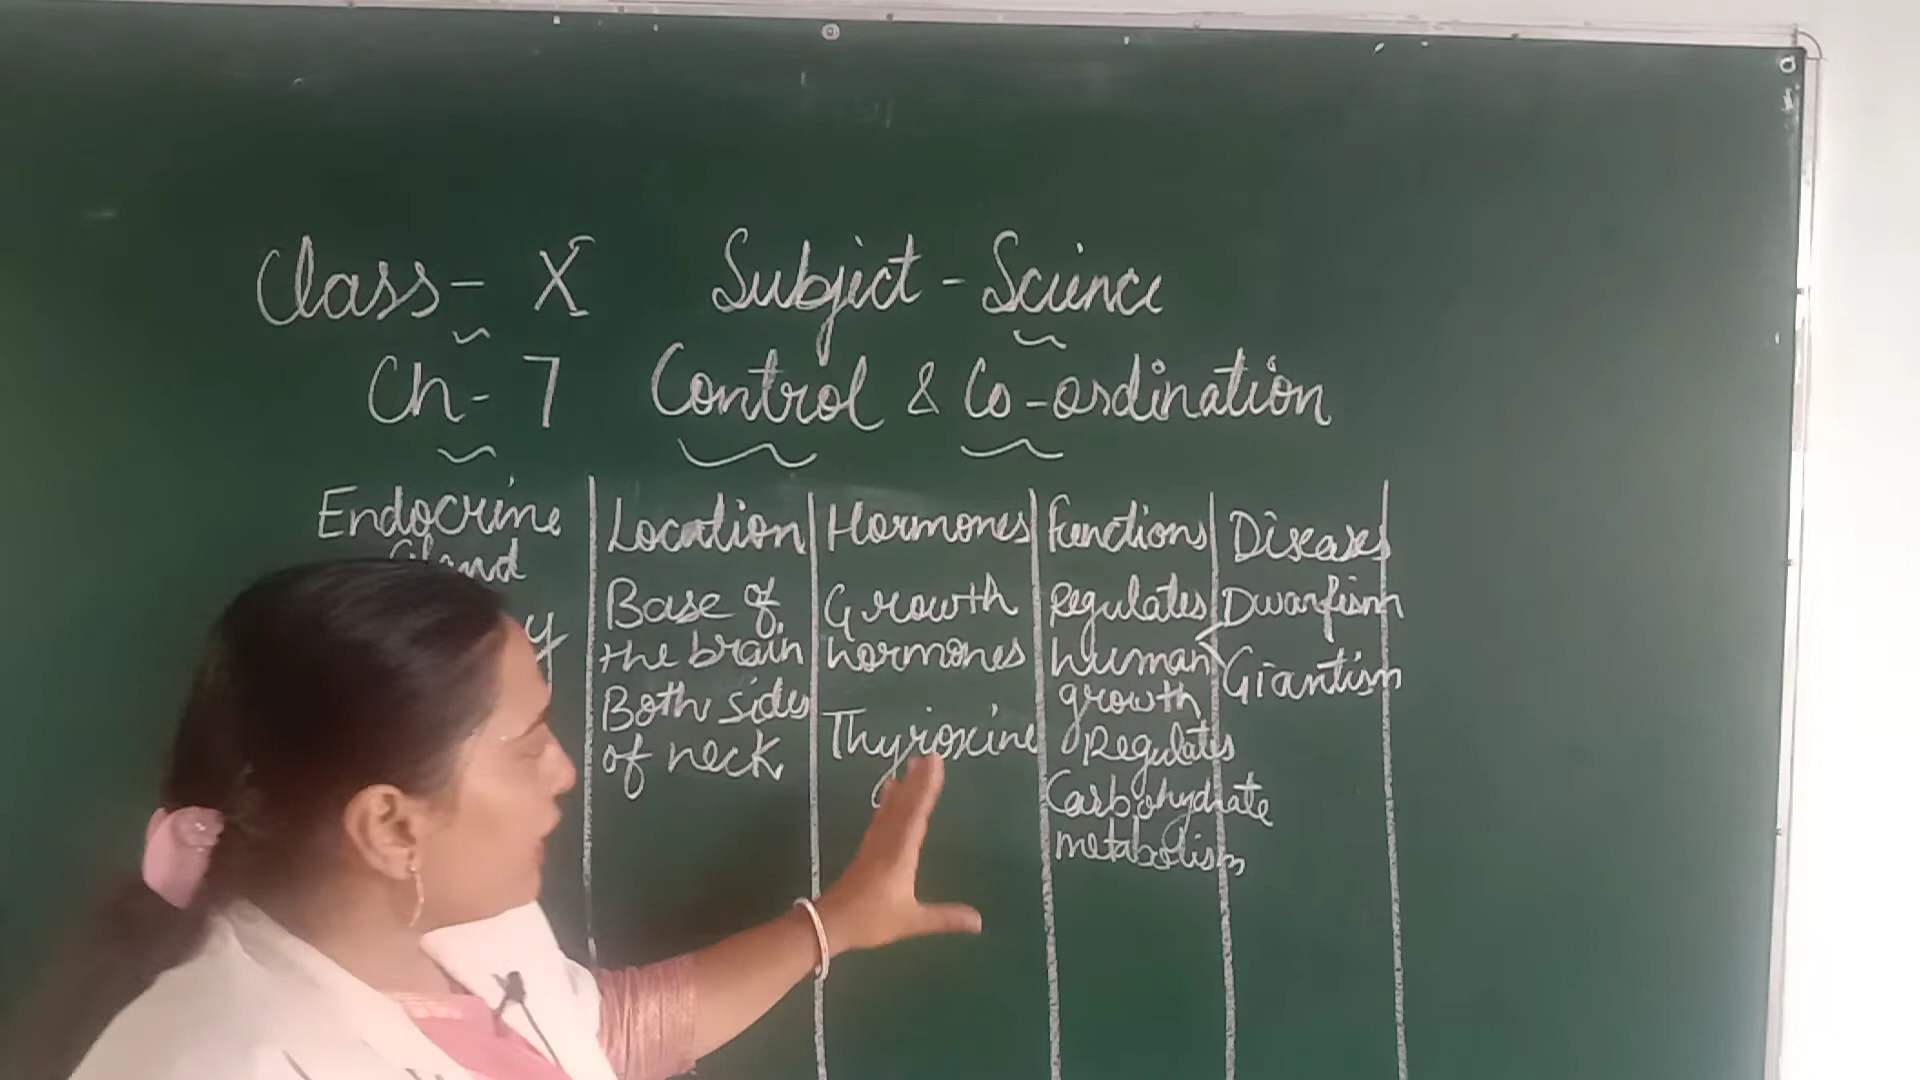 Class - X Subject - Science
Ch - 7 Control & Co-ordination
Endocrine Gland
Location
Hormones
Functions
Diseases
Base of
the brain
Growth
hormones
Regulates
human
growth
Dwarfism
Giantism
Both sides
of neck
Thyroxine
Regulates
Carbohydrate
metabolism